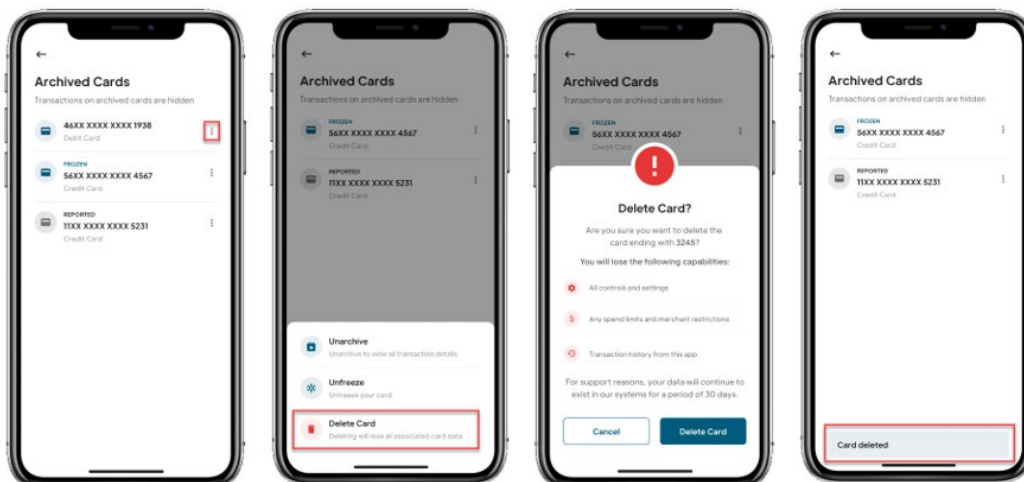 Archived Cards
Transactions on archived cards are hidden
46XX XXXX XXXX 1938
Debit Card
FROZEN
56XX XXXX XXXX 4567
Credit Card
REPORTED
11XX XXXX XXXX 5231
Credit Card
Archived Cards
Transactions on archived cards are hidden
FROZEN
56XX XXXX XXXX 4567
Credit Card
REPORTED
11XX XXXX XXXX 5231
Credit Card
Unarchive
Unarchive to view all transaction details
Unfreeze
Unfreeze your card
Delete Card
Deleting will lose all associated card data
Archived Cards
Transactions on archived cards are hidden
FROZEN
56XX XXXX XXXX 4567
Credit Card
Delete Card?
Are you sure you want to delete the
card ending with 3245?
You will lose the following capabilities:
All controls and settings
Any spend limits and merchant restrictions
Transaction history from this app
For support reasons, your data will continue to
exist in our systems for a period of 30 days.
Cancel
Delete Card
Archived Cards
Transactions on archived cards are hidden
FROZEN
56XX XXXX XXXX 4567
Credit Card
REPORTED
11XX XXXX XXXX 5231
Credit Card
Card deleted